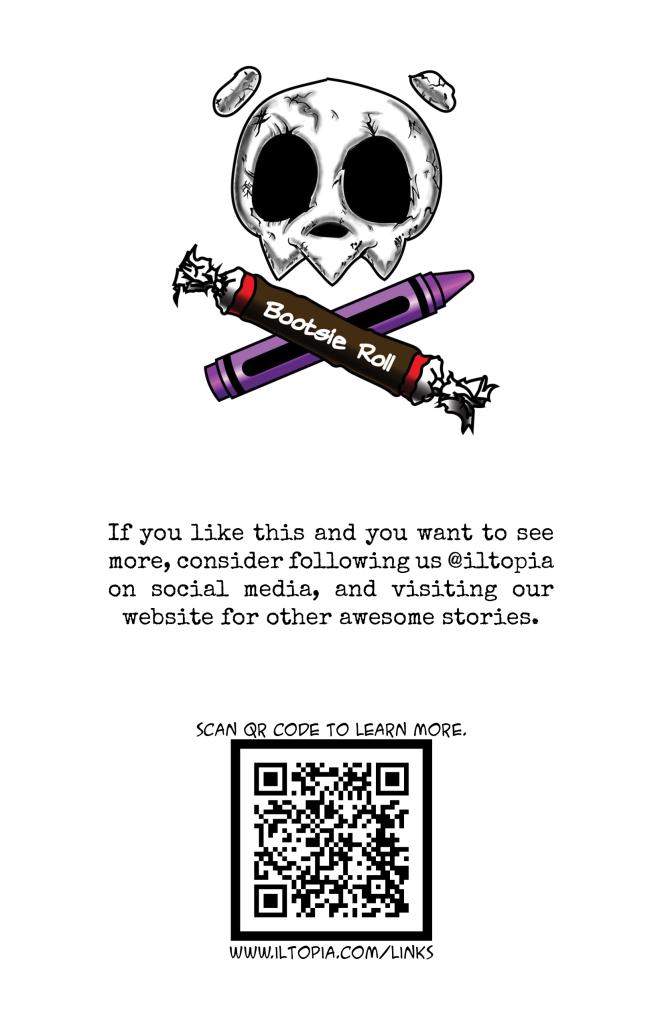 Bootsie Roll
If you like this and you want to see
more, consider following us @iltopia
on social media, and visiting our
website for other awesome stories.
SCAN QR CODE TO LEARN MORE.
WWW.ILTOPIA.COM/LINKS